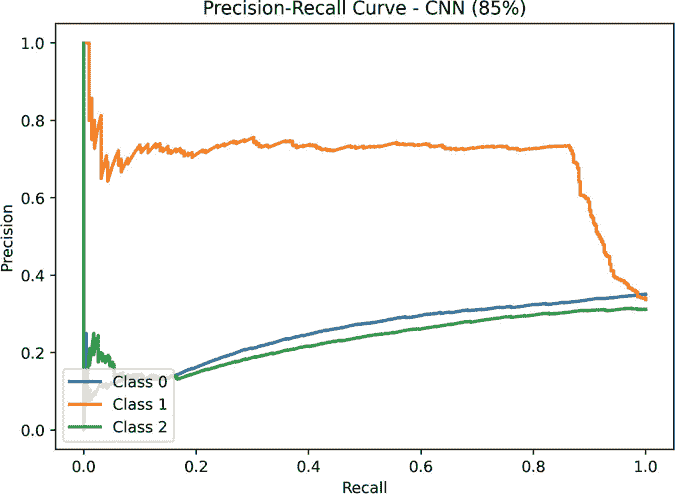 Precision-Recall Curve - CNN (85%)
1.0
0.8
0.6
0.4
0.2
0.0
Precision
Class 0
Class 1
Class 2
0.0 0.2 0.4 0.6 0.8 1.0
Recall